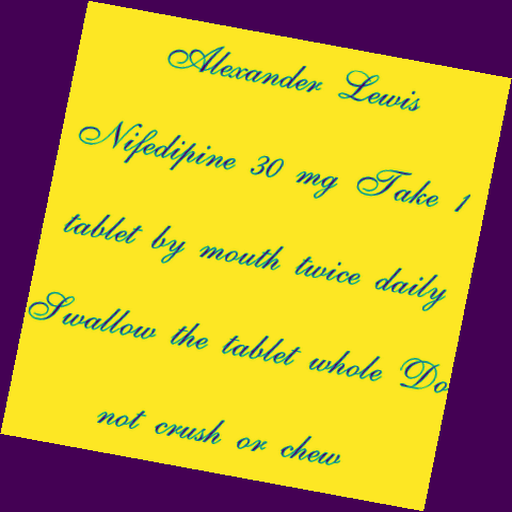 Alexander Lewis
Nifedipine 30 mg Take 1
tablet by mouth twice daily
Swallow the tablet whole Do
not crush or chew